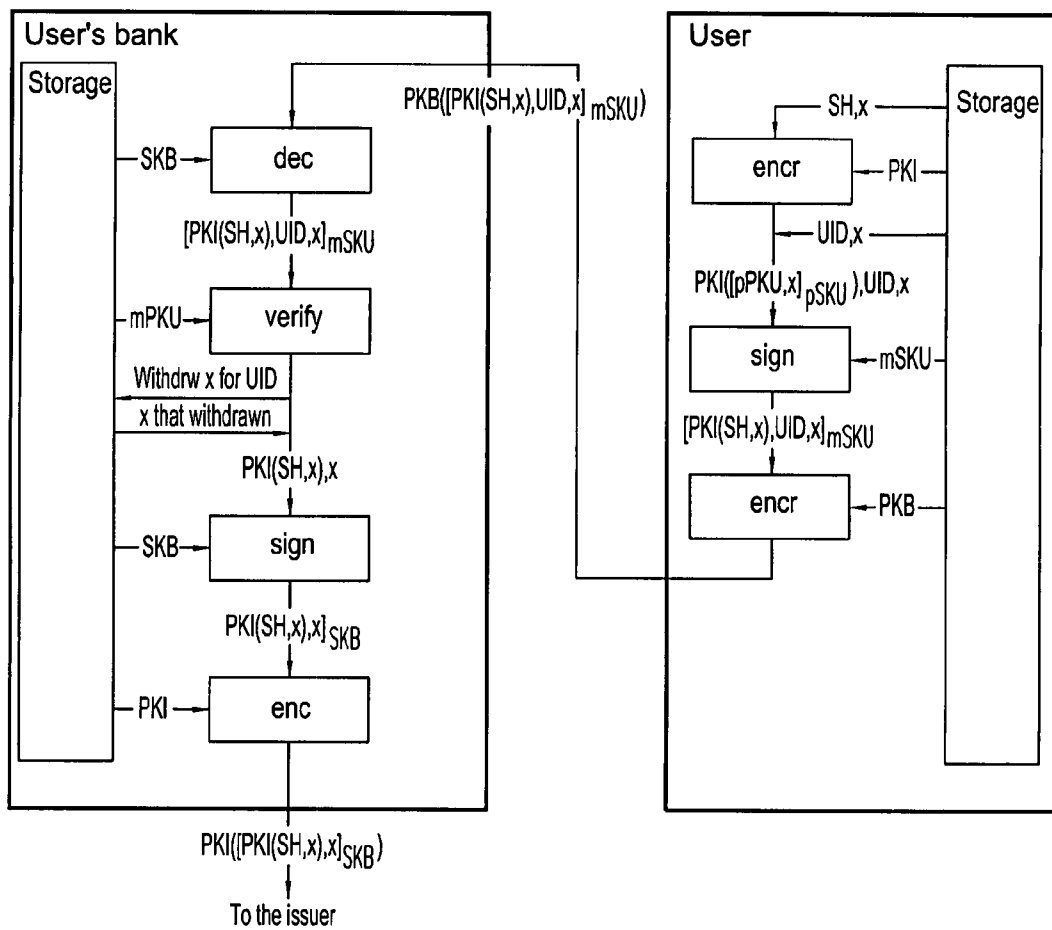 User's bank
Storage
PKB([PKI(SH,x),UID,x]mSKU)
SKB
dec
[PKI(SH,x),UID,x]mSKU
mPKU
verify
Withdrw x for UID
x that withdrawn
PKI(SH,x),x
SKB
sign
PKI(SH,x),x]SKB
PKI
enc
PKI([PKI(SH,x),x]SKB)
To the issuer
User
Storage
SH,x
encr
PKI
UID,x
PKI([pPKU,x]pSKU),UID,x
sign
mSKU
[PKI(SH,x),UID,x]mSKU
encr
PKB